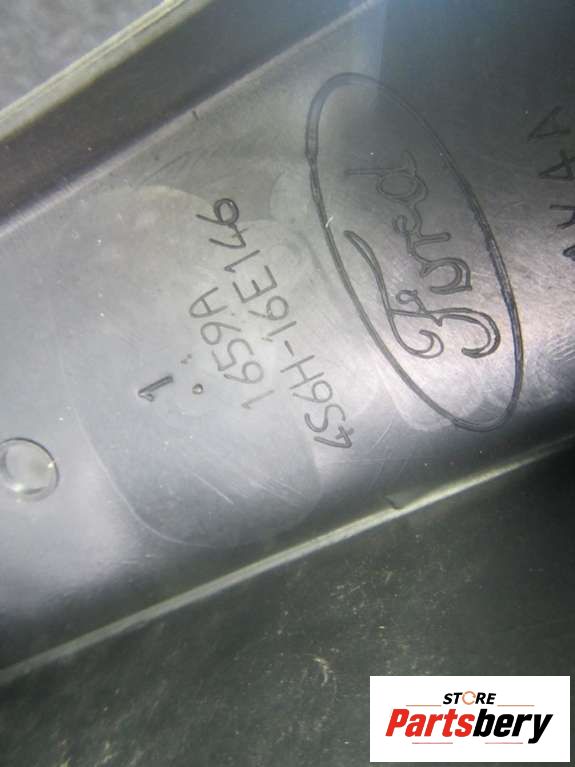 Ford
4S6H-16E146
1659A
1
STORE
Partsbery